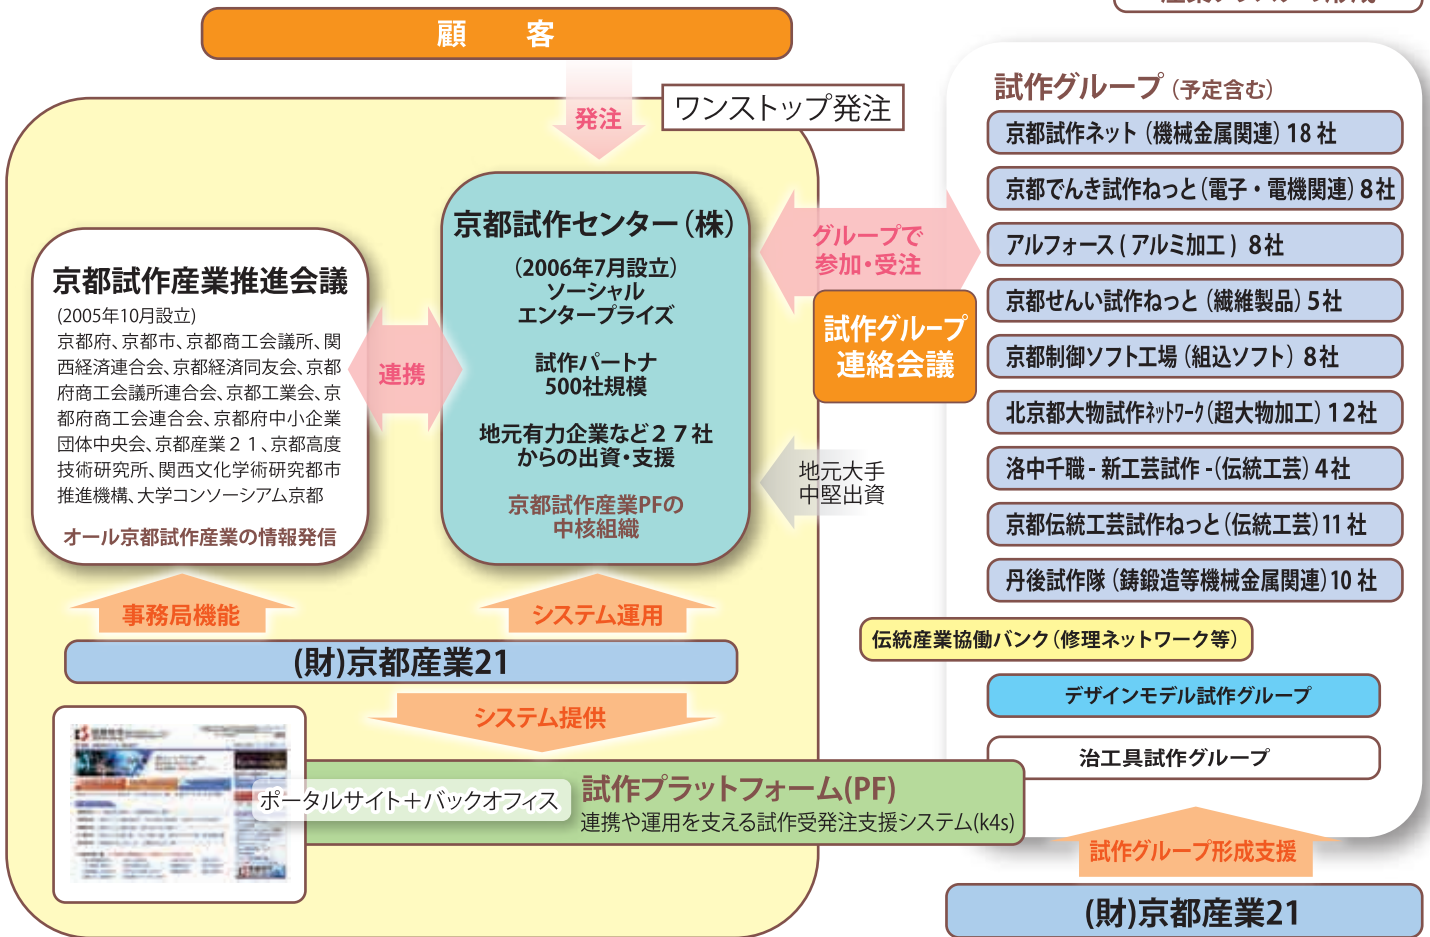 顧　客
発注
ワンストップ発注
京都試作産業推進会議
(2005年10月設立)
京都府、京都市、京都商工会議所、関
西経済連合会、京都経済同友会、京都
府商工会議所連合会、京都工業会、京
都府商工会連合会、京都府中小企業
団体中央会、京都産業２１、京都高度
技術研究所、関西文化学術研究都市
推進機構、大学コンソーシアム京都
オール京都試作産業の情報発信
連携
京都試作センター（株）
（2006年7月設立）
ソーシャル
エンタープライズ
試作パートナ
500社規模
地元有力企業など２７社
からの出資・支援
京都試作産業PFの
中核組織
グループで
参加・受注
試作グループ
連絡会議
地元大手
中堅出資
事務局機能
システム運用
(財)京都産業21
システム提供
ポータルサイト＋バックオフィス
試作プラットフォーム(PF)
連携や運用を支える試作受発注支援システム(k4s)
試作グループ（予定含む）
京都試作ネット（機械金属関連）18 社
京都でんき試作ねっと（電子・電機関連）8 社
アルフォース ( アルミ加工 ) 8 社
京都せんい試作ねっと（繊維製品）5 社
京都制御ソフト工場（組込ソフト）8 社
北京都大物試作ﾈｯﾄﾜｰｸ（超大物加工）12 社
洛中千職 - 新工芸試作 -（伝統工芸）4 社
京都伝統工芸試作ねっと（伝統工芸）11 社
丹後試作隊（鋳鍛造等機械金属関連）10 社
伝統産業協働バンク（修理ネットワーク等）
デザインモデル試作グループ
治工具試作グループ
試作グループ形成支援
(財)京都産業21